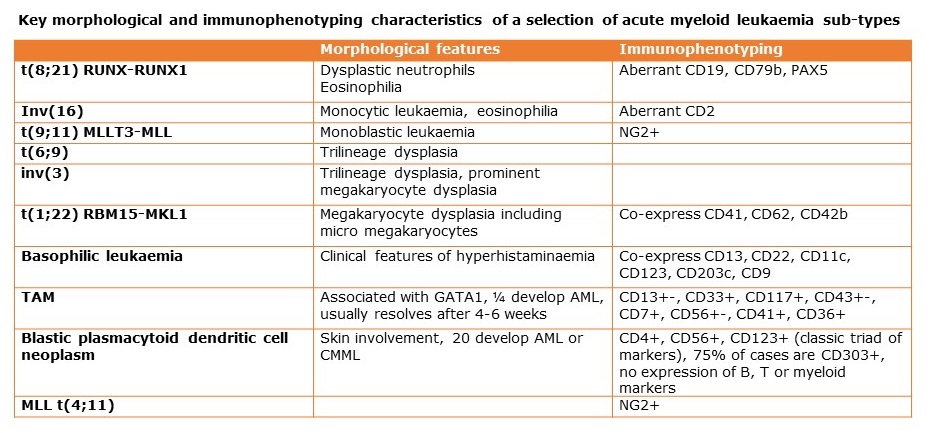 Key morphological and immunophenotyping characteristics of a selection of acute myeloid leukaemia sub-types
Morphological features Immunophenotyping
t(8;21) RUNX-RUNX1 Dysplastic neutrophils Aberrant CD19, CD79b, PAX5
Eosinophilia
Inv(16) Monocytic leukaemia, eosinophilia Aberrant CD2
t(9;11) MLLT3-MLL Monoblastic leukaemia NG2+
t(6;9) Trilineage dysplasia
inv(3) Trilineage dysplasia, prominent
megakaryocyte dysplasia
t(1;22) RBM15-MKL1 Megakaryocyte dysplasia including Co-express CD41, CD62, CD42b
micro megakaryocytes
Basophilic leukaemia Clinical features of hyperhistaminaemia Co-express CD13, CD22, CD11c,
CD123, CD203c, CD9
TAM Associated with GATA1, ¼ develop AML, CD13+-, CD33+, CD117+, CD43+-,
usually resolves after 4-6 weeks CD7+, CD56+-, CD41+, CD36+
Blastic plasmacytoid dendritic cell Skin involvement, 20 develop AML or CD4+, CD56+, CD123+ (classic triad of
neoplasm CMML markers), 75% of cases are CD303+,
no expression of B, T or myeloid
markers
MLL t(4;11) NG2+